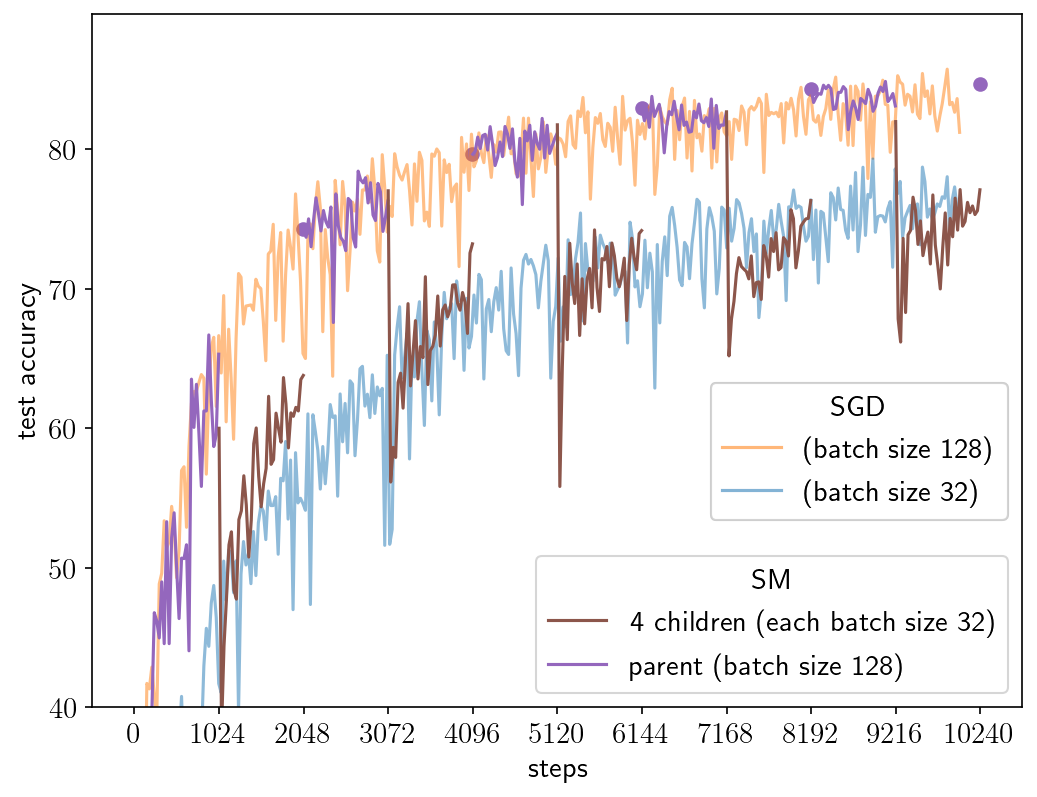 80
70
60
50
40
test accuracy
0 1024 2048 3072 4096 5120 6144 7168 8192 9216 10240
steps
SGD
(batch size 128)
(batch size 32)
SM
4 children (each batch size 32)
parent (batch size 128)